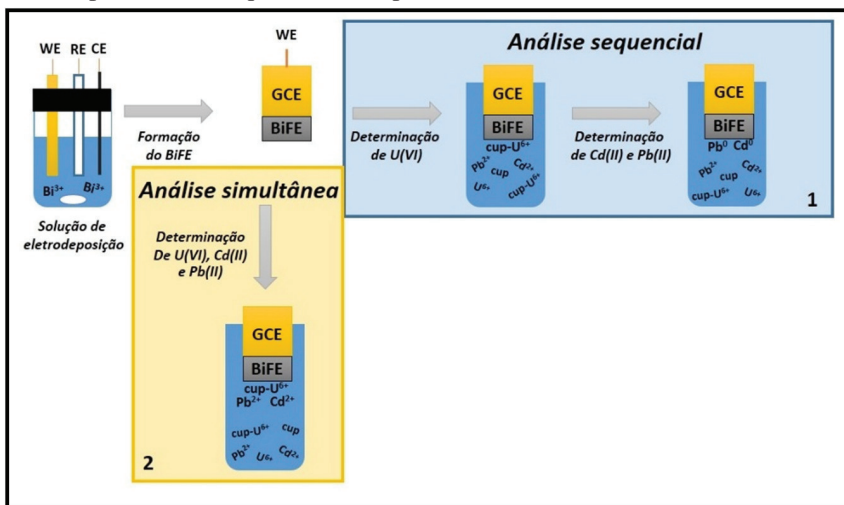 WE RE CE
Bi³⁺ Bi³⁺
Solução de
eletrodeposição
Formação
do BiFE
WE
GCE
BiFE
Análise sequencial
Determinação
de U(VI)
GCE
BiFE
cup-U⁶⁺
Pb²⁺ cup Cd²⁺
U⁶⁺ cup-U⁶⁺
Determinação
de Cd(II) e Pb(II)
GCE
BiFE
Pb⁰ Cd⁰
Pb²⁺ cup Cd²⁺
cup-U⁶⁺ U⁶⁺
1
Análise simultânea
Determinação
De U(VI), Cd(II)
e Pb(II)
GCE
BiFE
cup-U⁶⁺
Pb²⁺ Cd²⁺
cup-U⁶⁺ cup
Pb²⁺ U⁶⁺ Cd²⁺
2